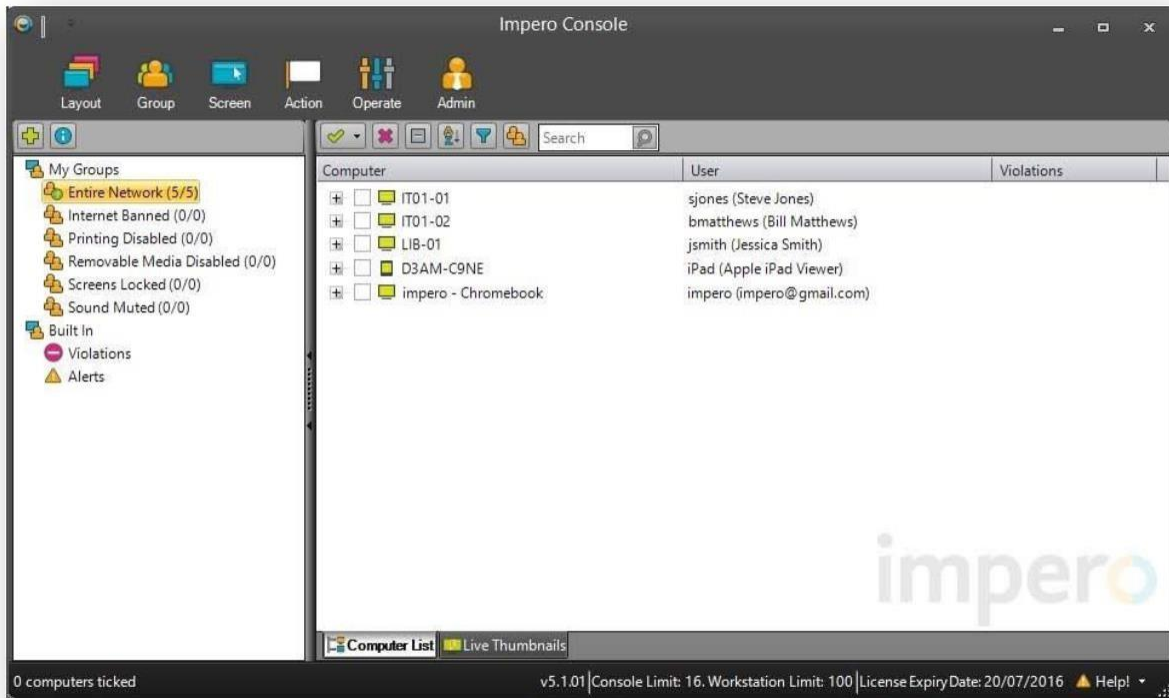 Impero Console
Layout Group Screen Action Operate Admin
Search
My Groups
Entire Network (5/5)
Internet Banned (0/0)
Printing Disabled (0/0)
Removable Media Disabled (0/0)
Screens Locked (0/0)
Sound Muted (0/0)
Built In
Violations
Alerts
Computer User Violations
IT01-01 sjones (Steve Jones)
IT01-02 bmatthews (Bill Matthews)
LIB-01 jsmith (Jessica Smith)
D3AM-C9NE iPad (Apple iPad Viewer)
impero - Chromebook impero (impero@gmail.com)
impero
Computer List Live Thumbnails
0 computers ticked v5.1.01 Console Limit: 16. Workstation Limit: 100 License Expiry Date: 20/07/2016 Help!